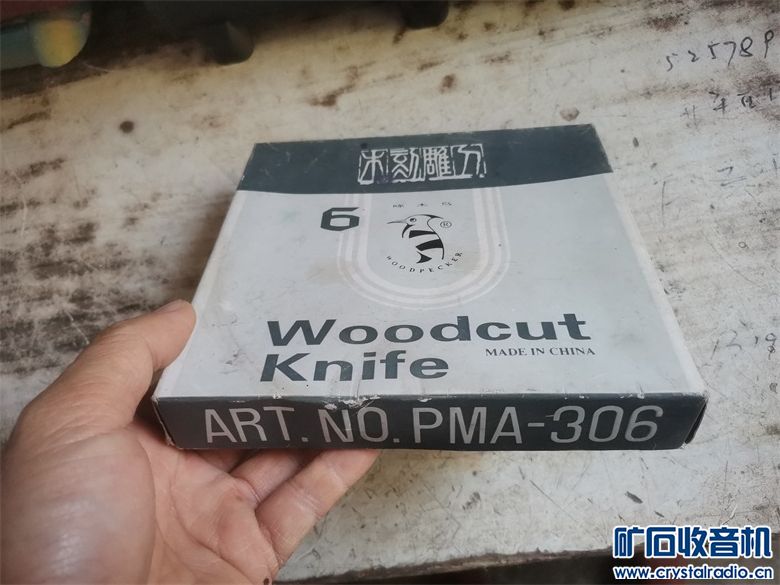 木刻雕刀
6
啄木鸟
®
WOODPECKER
Woodcut
Knife
MADE IN CHINA
ART. NO. PMA-306
525789
矿石收音机
www.crystalradio.cn